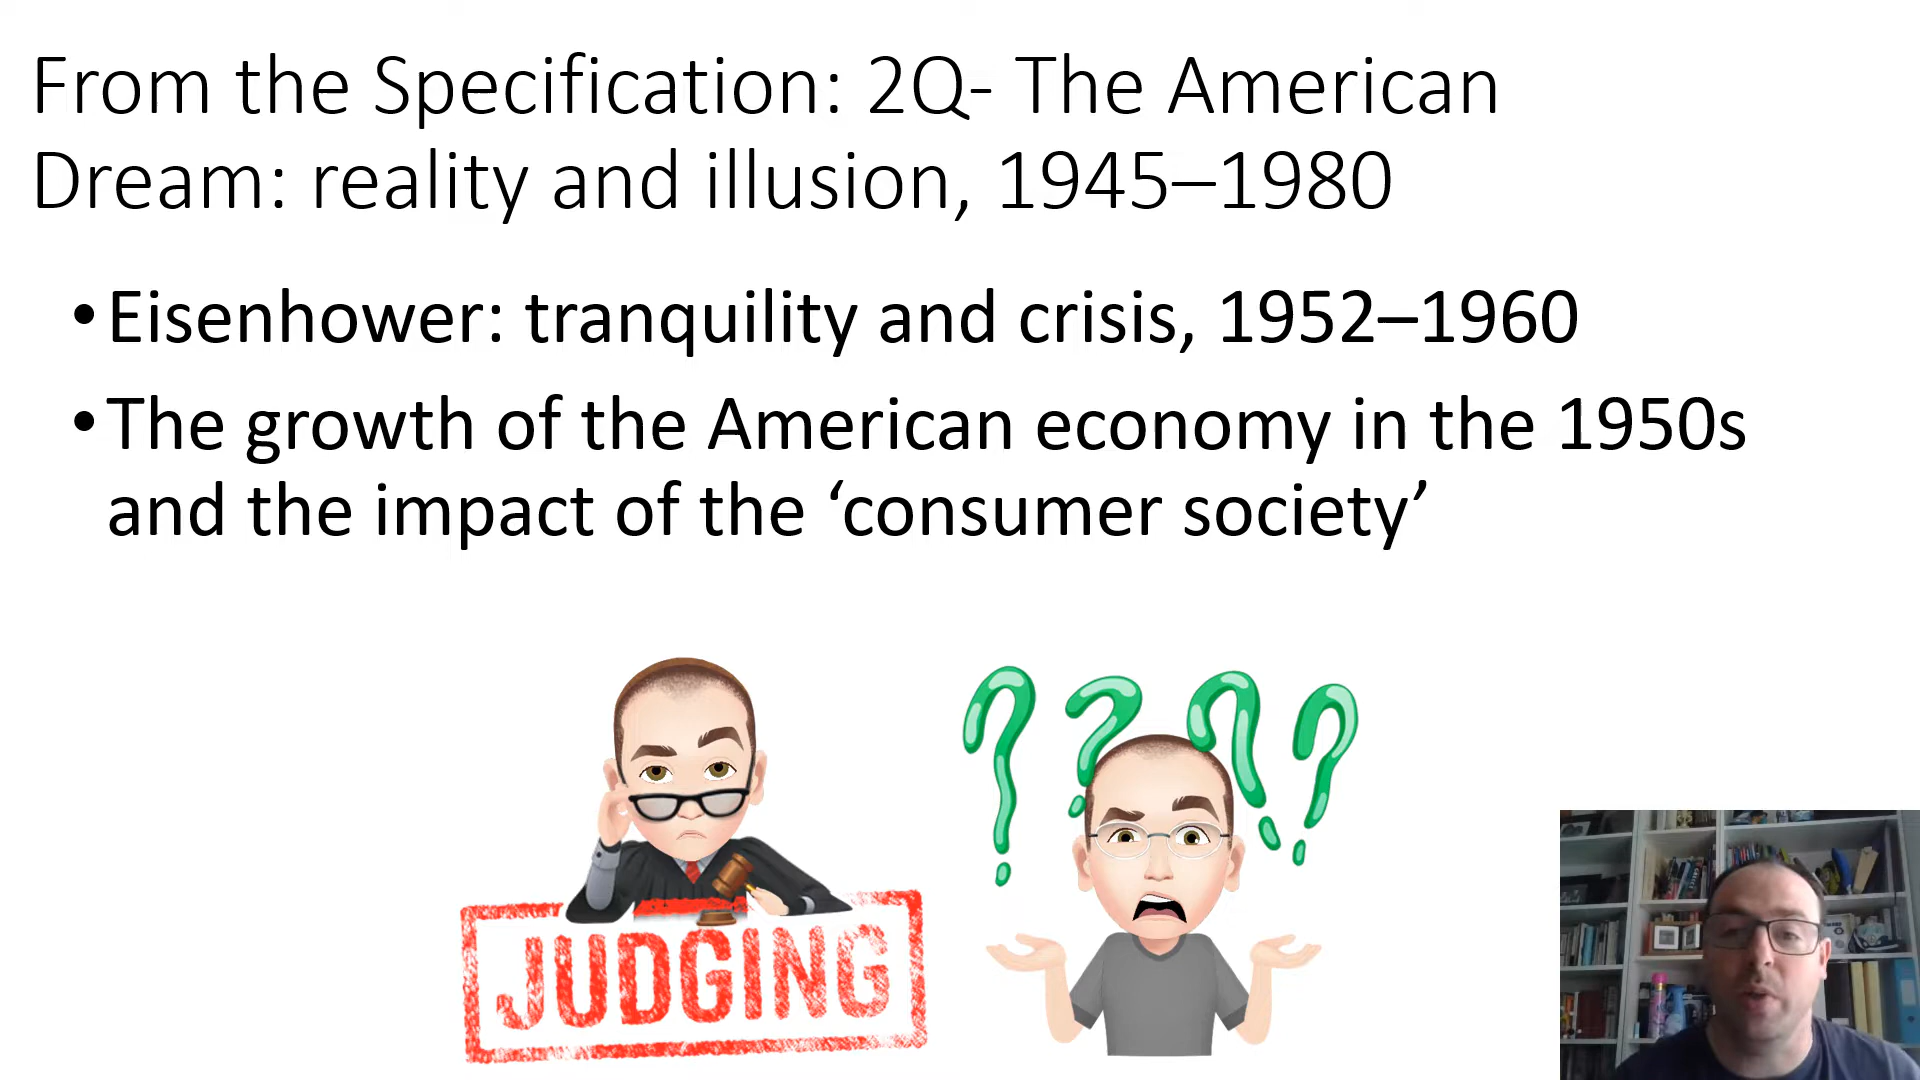 From the Specification: 2Q- The American
Dream: reality and illusion, 1945–1980
•Eisenhower: tranquility and crisis, 1952–1960
•The growth of the American economy in the 1950s
and the impact of the ‘consumer society’
JUDGING